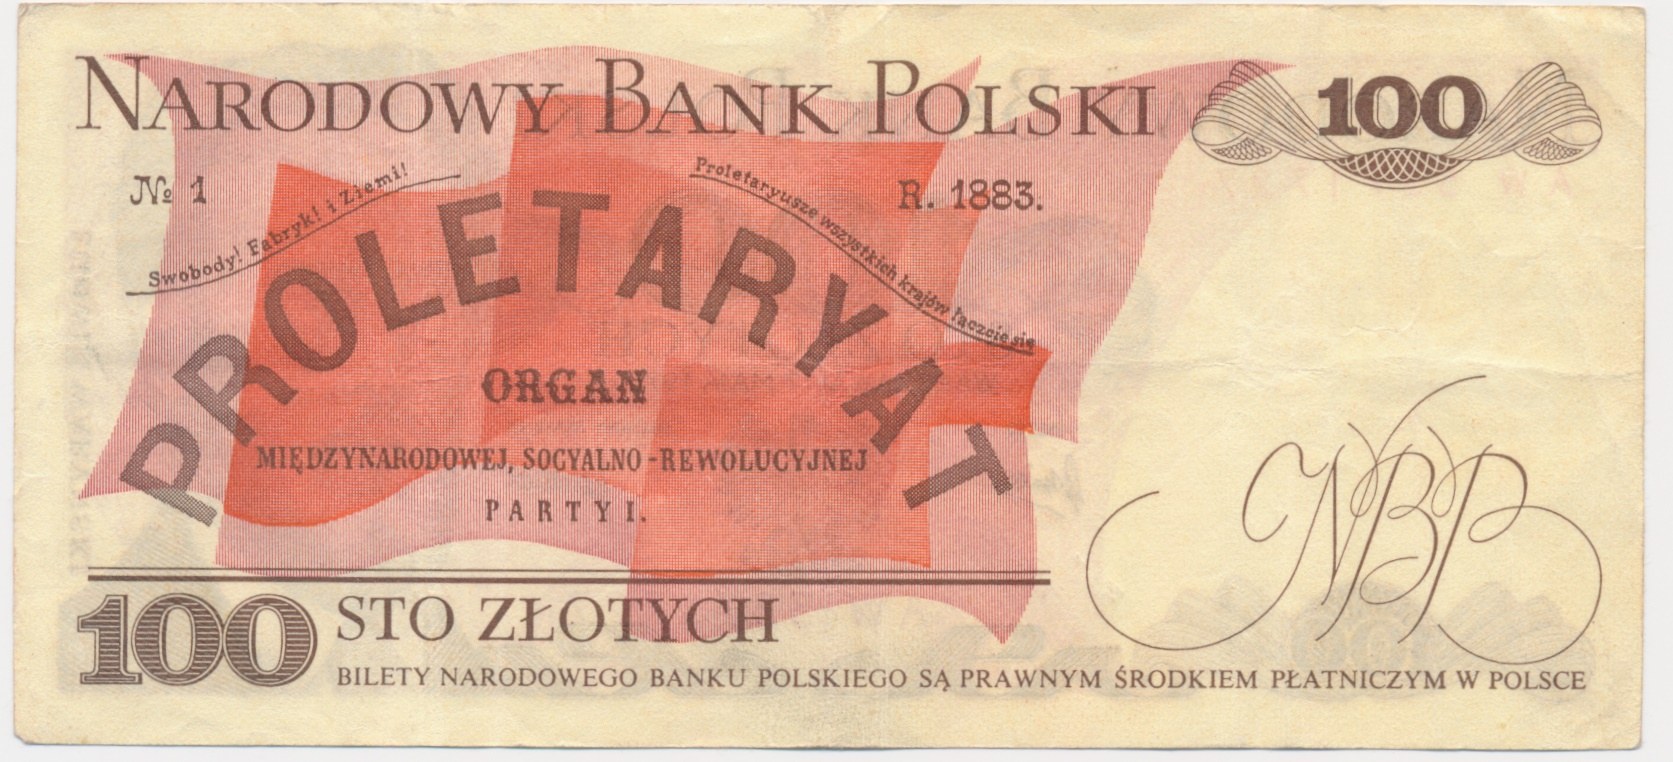 NARODOWY BANK POLSKI
100
№ 1
Swobody! Fabryk! i Ziemi!
Proletaryusze wszystkich krajów łączcie się
R. 1883.
PROLETARYAT
ORGAN
MIĘDZYNARODOWEJ, SOCYALNO-REWOLUCYJNEJ
PARTYI.
NBP
100 STO ZŁOTYCH
BILETY NARODOWEGO BANKU POLSKIEGO SĄ PRAWNYM ŚRODKIEM PŁATNICZYM W POLSCE